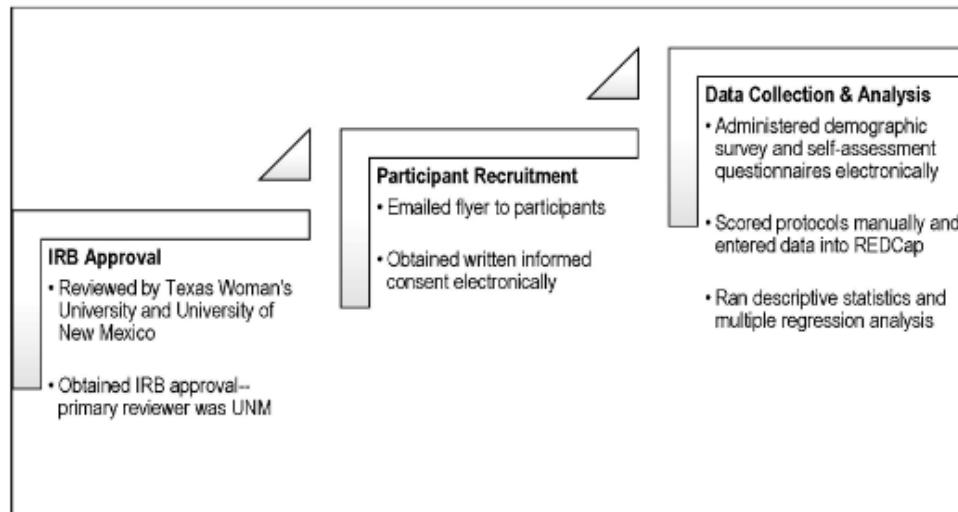 IRB Approval
• Reviewed by Texas Woman's
University and University of
New Mexico
• Obtained IRB approval--
primary reviewer was UNM
Participant Recruitment
• Emailed flyer to participants
• Obtained written informed
consent electronically
Data Collection & Analysis
• Administered demographic
survey and self-assessment
questionnaires electronically
• Scored protocols manually and
entered data into REDCap
• Ran descriptive statistics and
multiple regression analysis